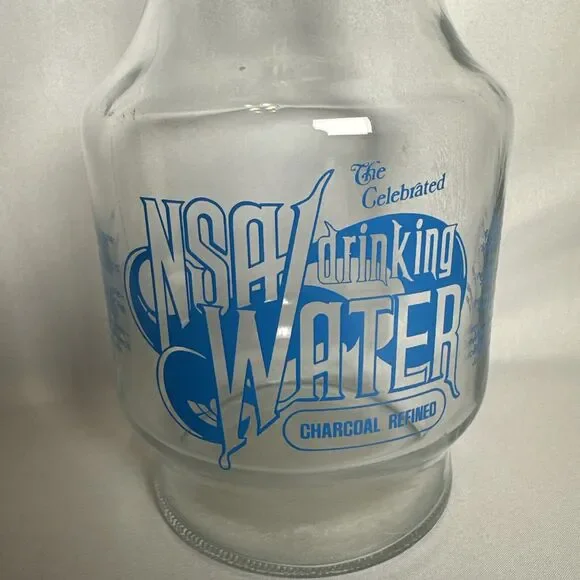 The
Celebrated
NSA drinking
WATER
CHARCOAL REFINED